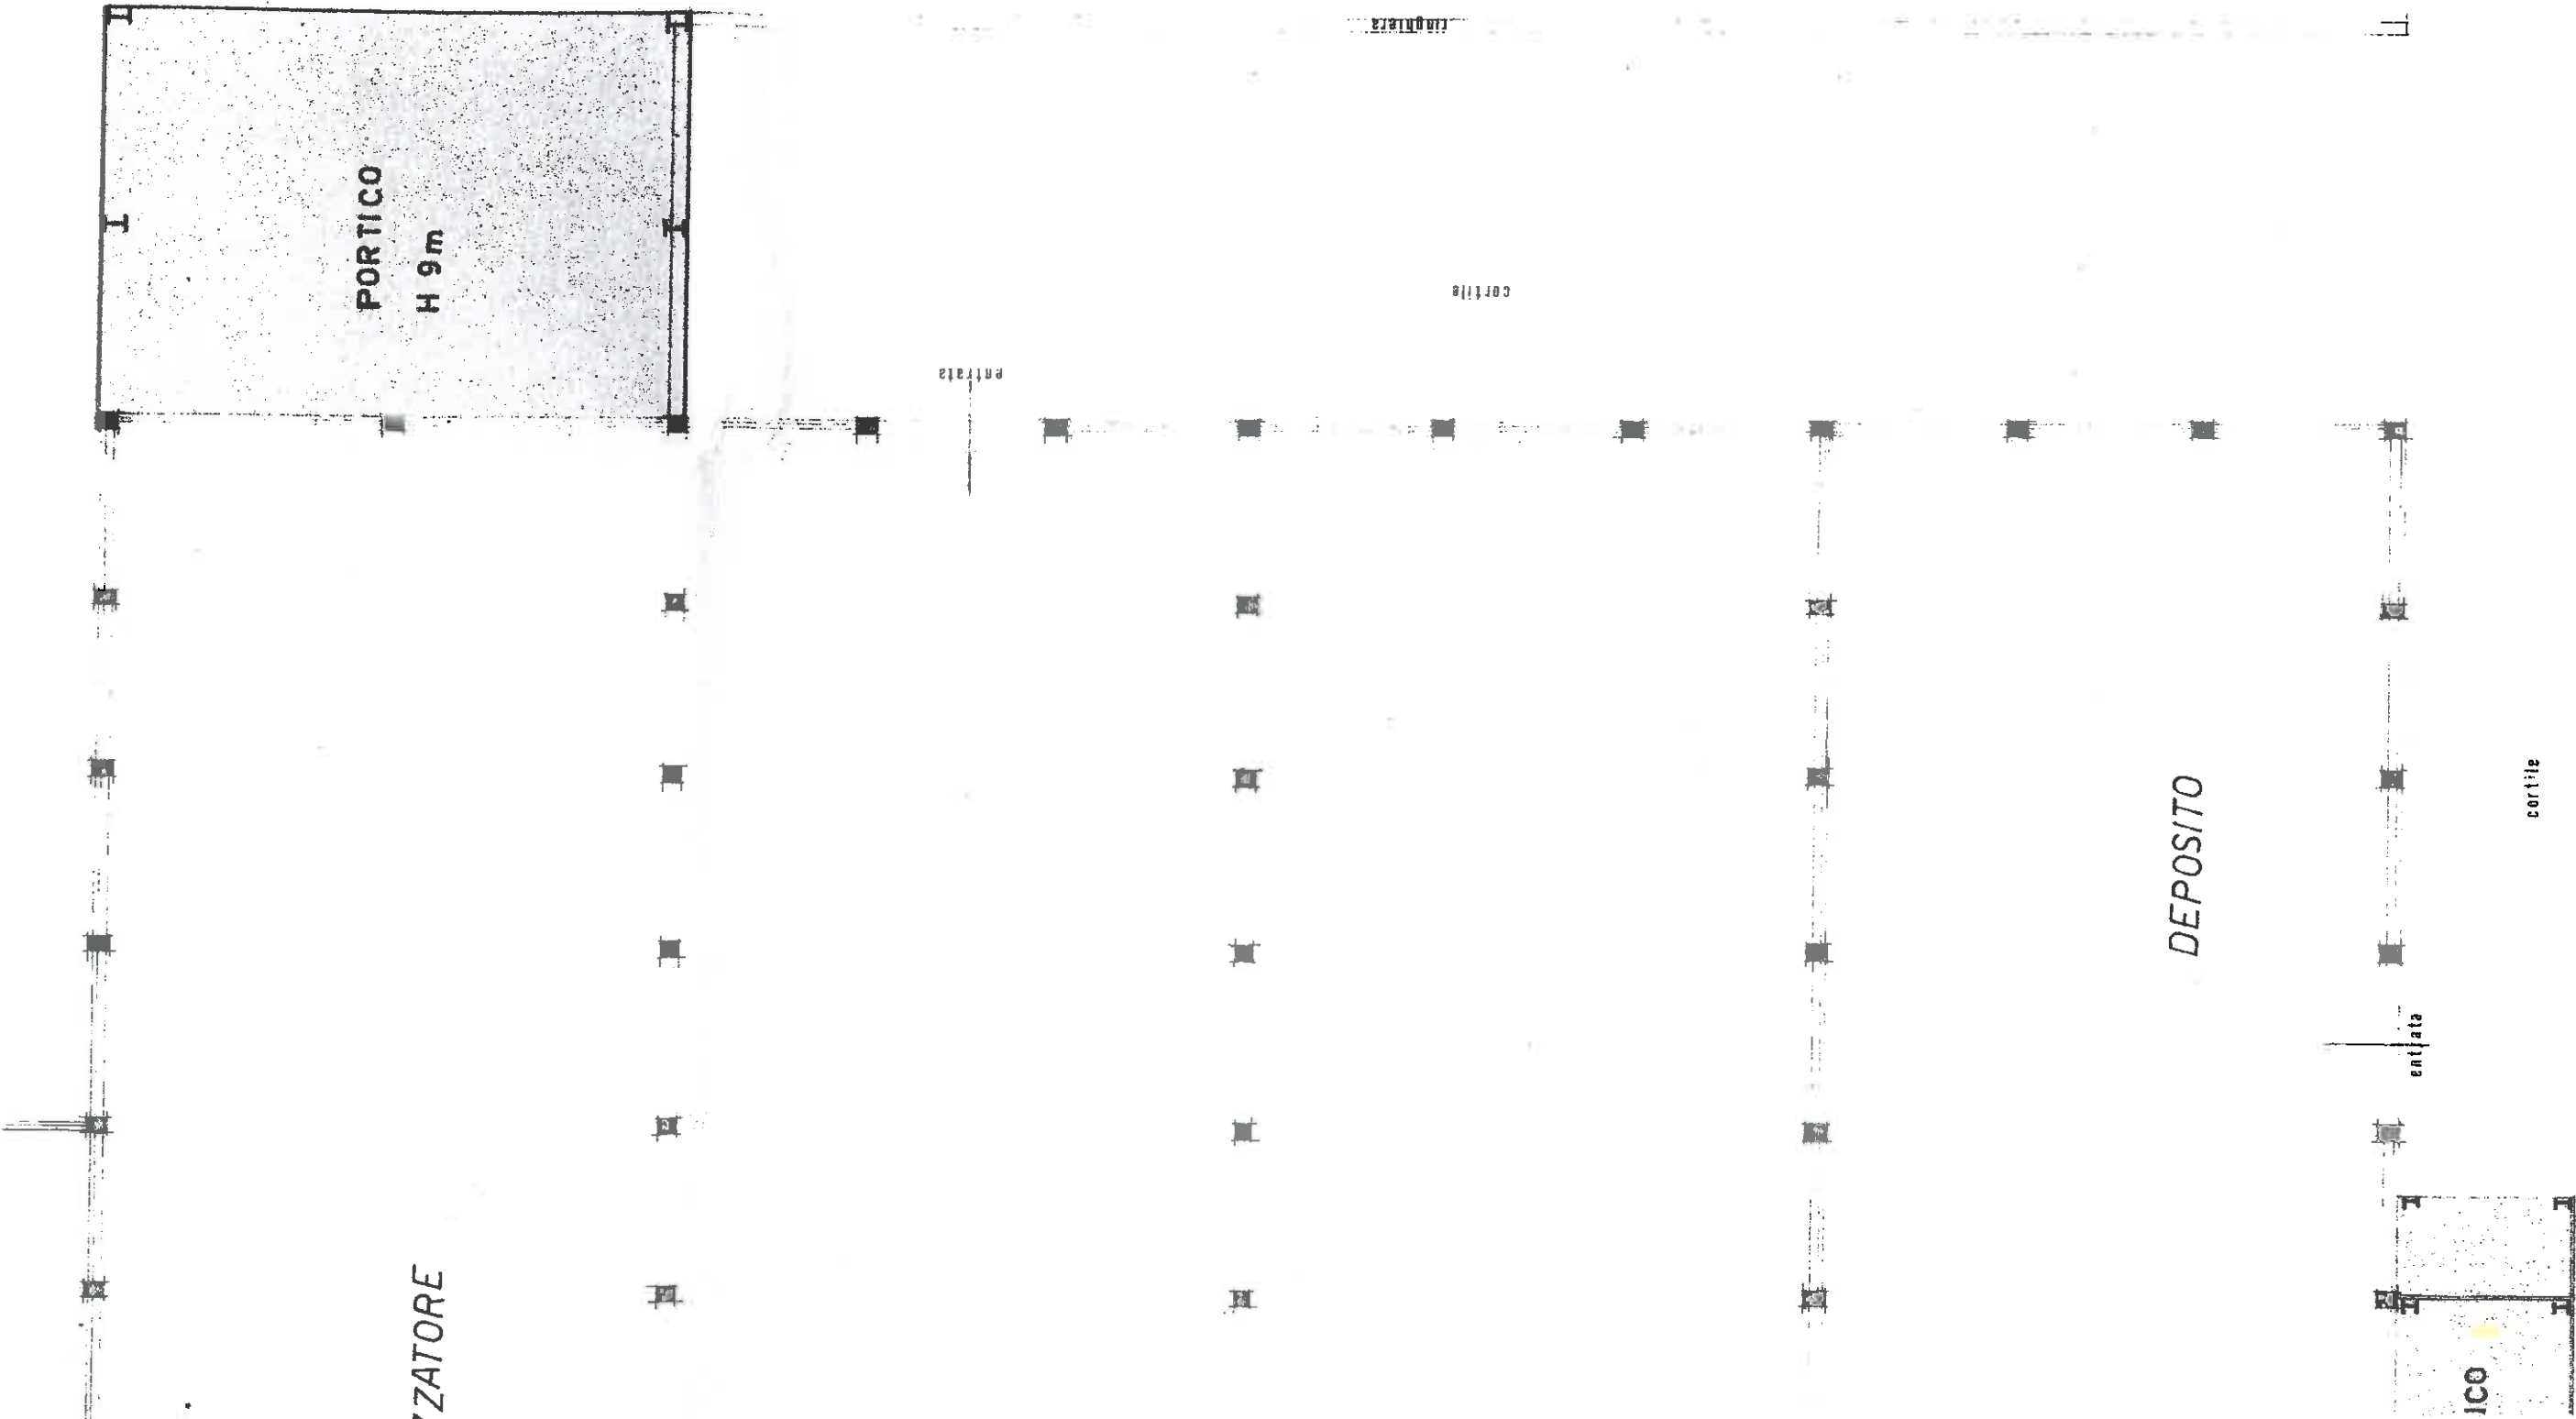 ringhiera
PORTICO
H 9m
cortile
entrata
DEPOSITO
cortile
entrata
ZZATORE
ICO